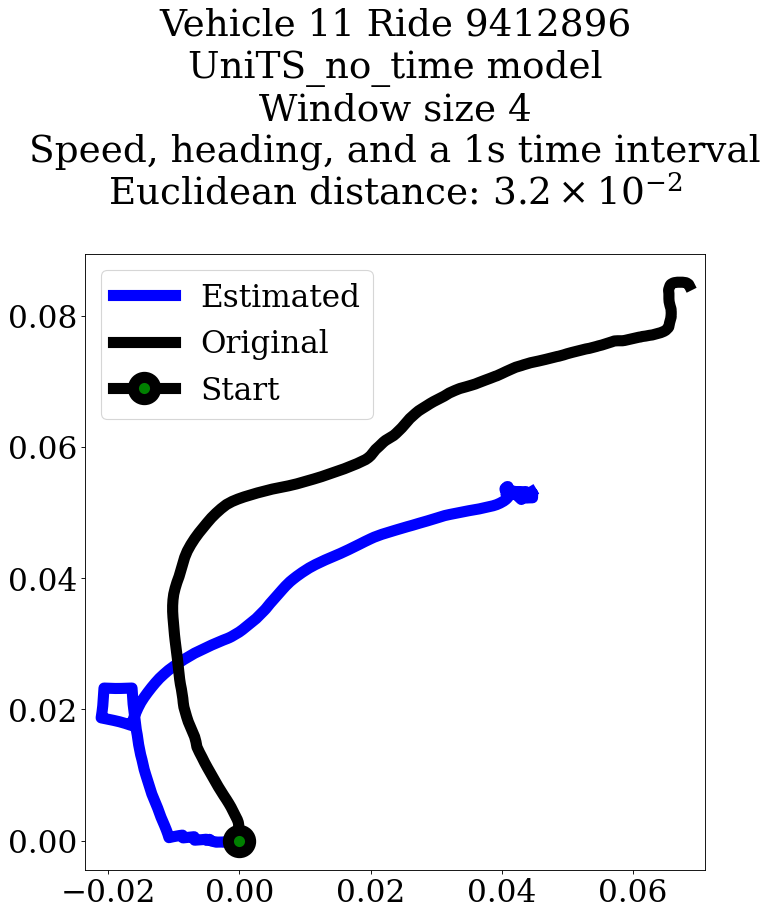 Vehicle 11 Ride 9412896
UniTS_no_time model
Window size 4
Speed, heading, and a 1s time interval
Euclidean distance: 3.2 × 10⁻²
Estimated
Original
Start
0.08
0.06
0.04
0.02
0.00
−0.02 0.00 0.02 0.04 0.06